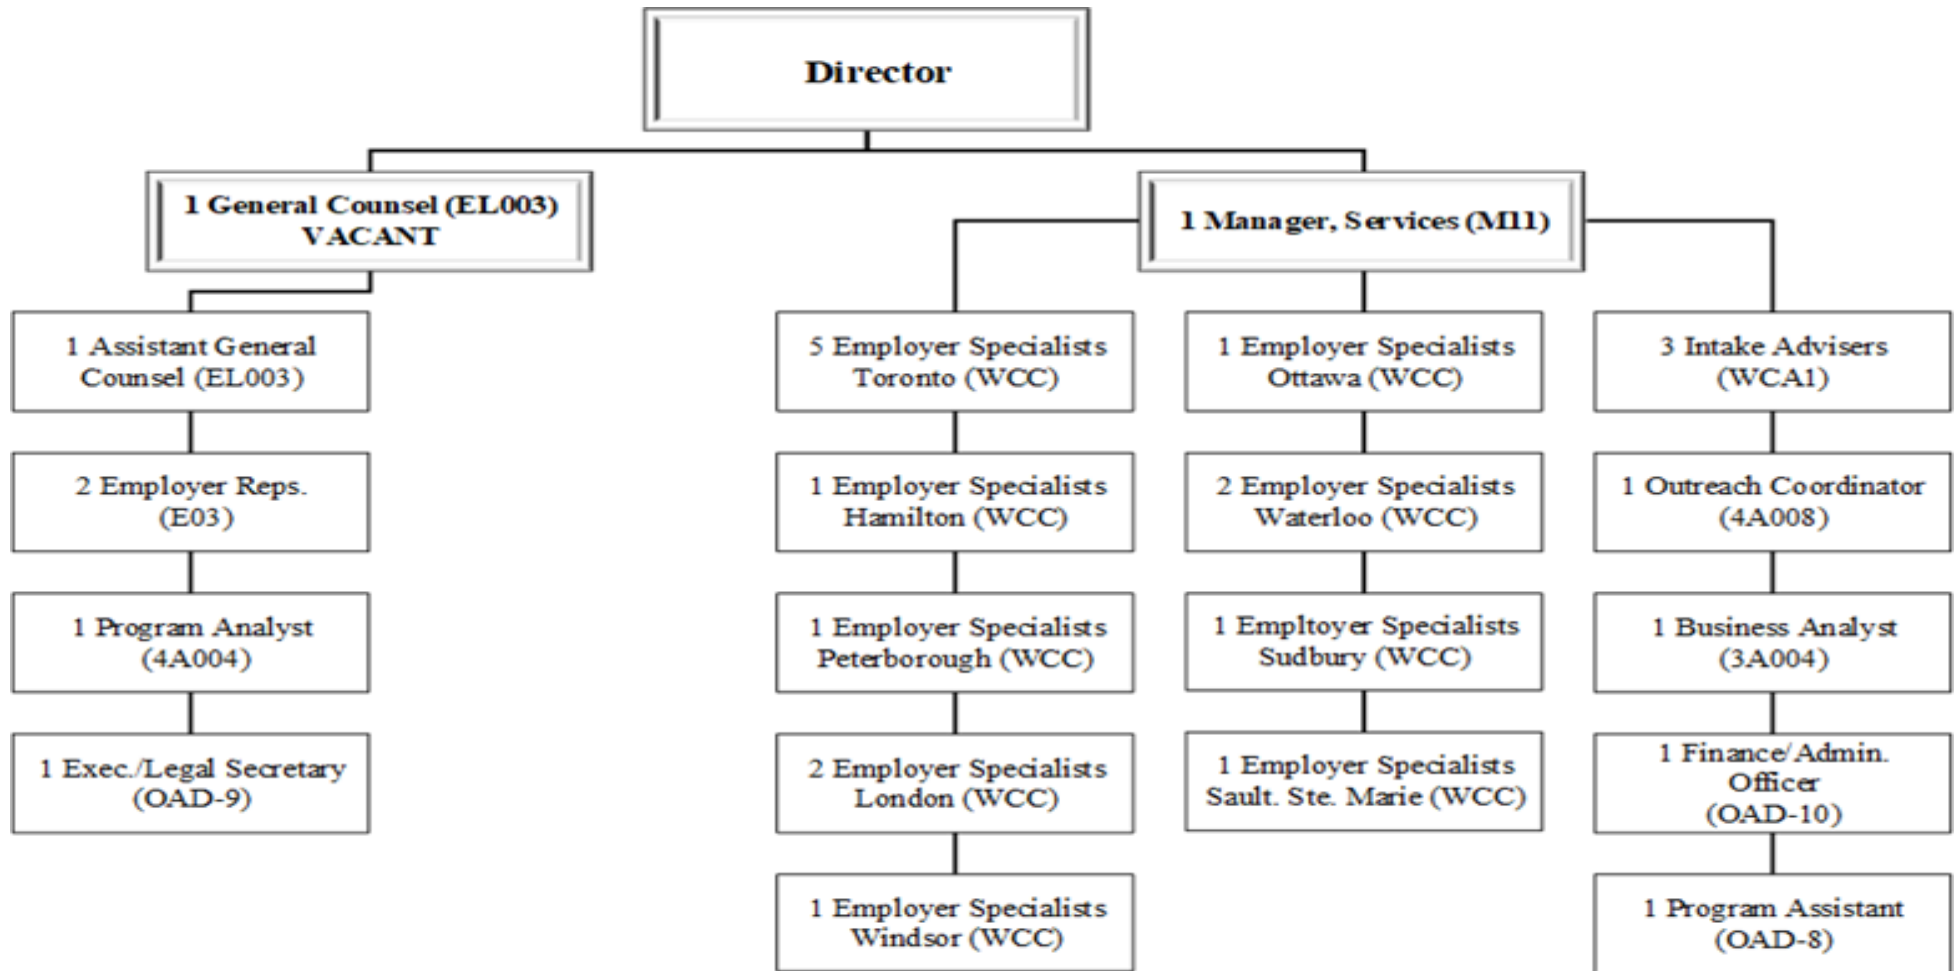 Director
1 General Counsel (EL003)
VACANT
1 Manager, Services (M11)
1 Assistant General
Counsel (EL003)
2 Employer Reps.
(E03)
1 Program Analyst
(4A004)
1 Exec./Legal Secretary
(OAD-9)
5 Employer Specialists
Toronto (WCC)
1 Employer Specialists
Hamilton (WCC)
1 Employer Specialists
Peterborough (WCC)
2 Employer Specialists
London (WCC)
1 Employer Specialists
Windsor (WCC)
1 Employer Specialists
Ottawa (WCC)
2 Employer Specialists
Waterloo (WCC)
1 Empltoyer Specialists
Sudbury (WCC)
1 Employer Specialists
Sault. Ste. Marie (WCC)
3 Intake Advisers
(WCA1)
1 Outreach Coordinator
(4A008)
1 Business Analyst
(3A004)
1 Finance/Admin.
Officer
(OAD-10)
1 Program Assistant
(OAD-8)